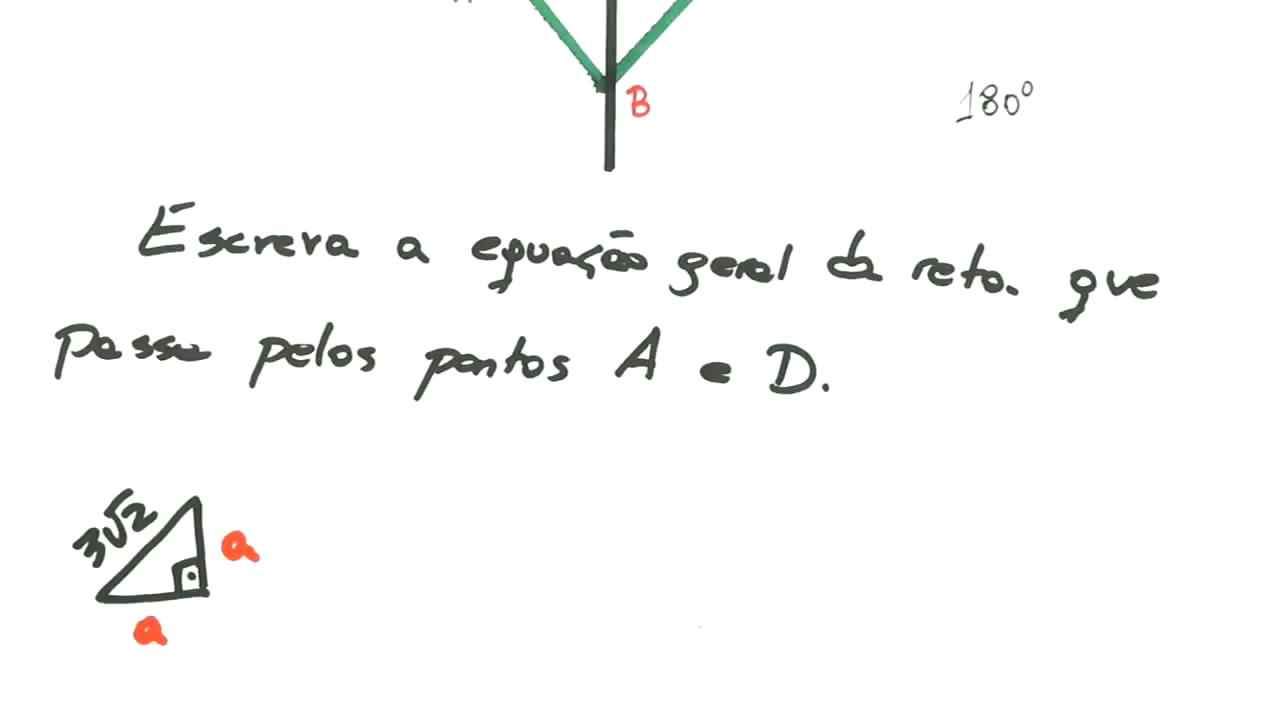 B
180°
Escreva a equação geral da reta que
passa pelos pontos A e D.
3√2
a
a